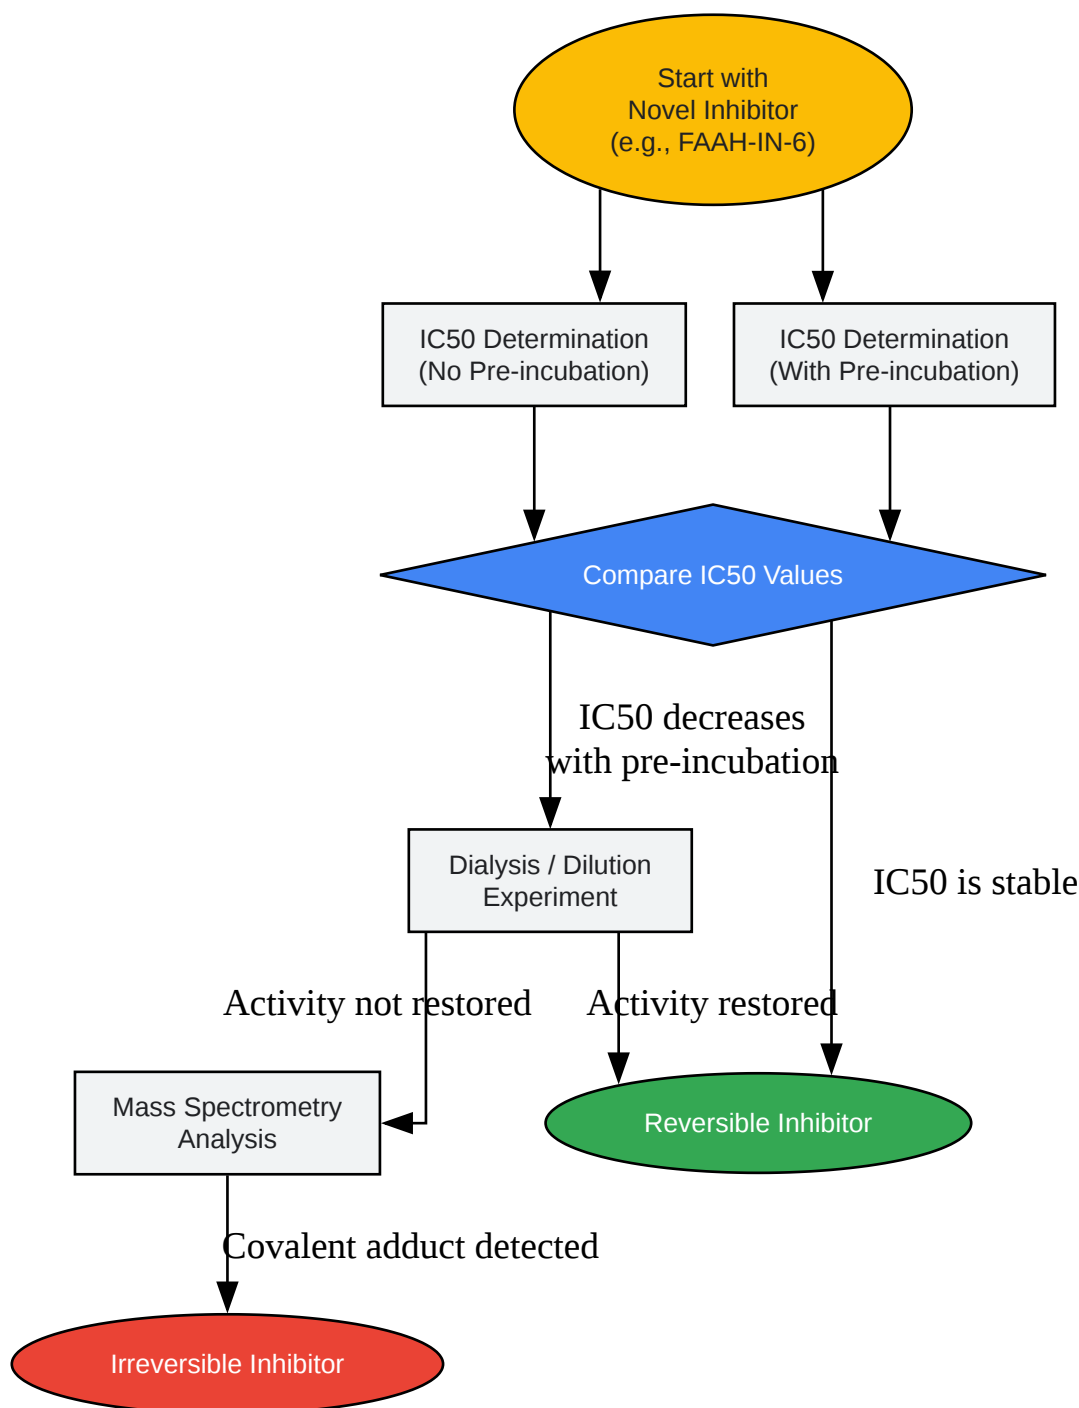 Start with
Novel Inhibitor
(e.g., FAAH-IN-6)
IC50 Determination
(No Pre-incubation)
IC50 Determination
(With Pre-incubation)
Compare IC50 Values
IC50 decreases
with pre-incubation
Dialysis / Dilution
Experiment
IC50 is stable
Activity not restored
Activity restored
Mass Spectrometry
Analysis
Reversible Inhibitor
Covalent adduct detected
Irreversible Inhibitor